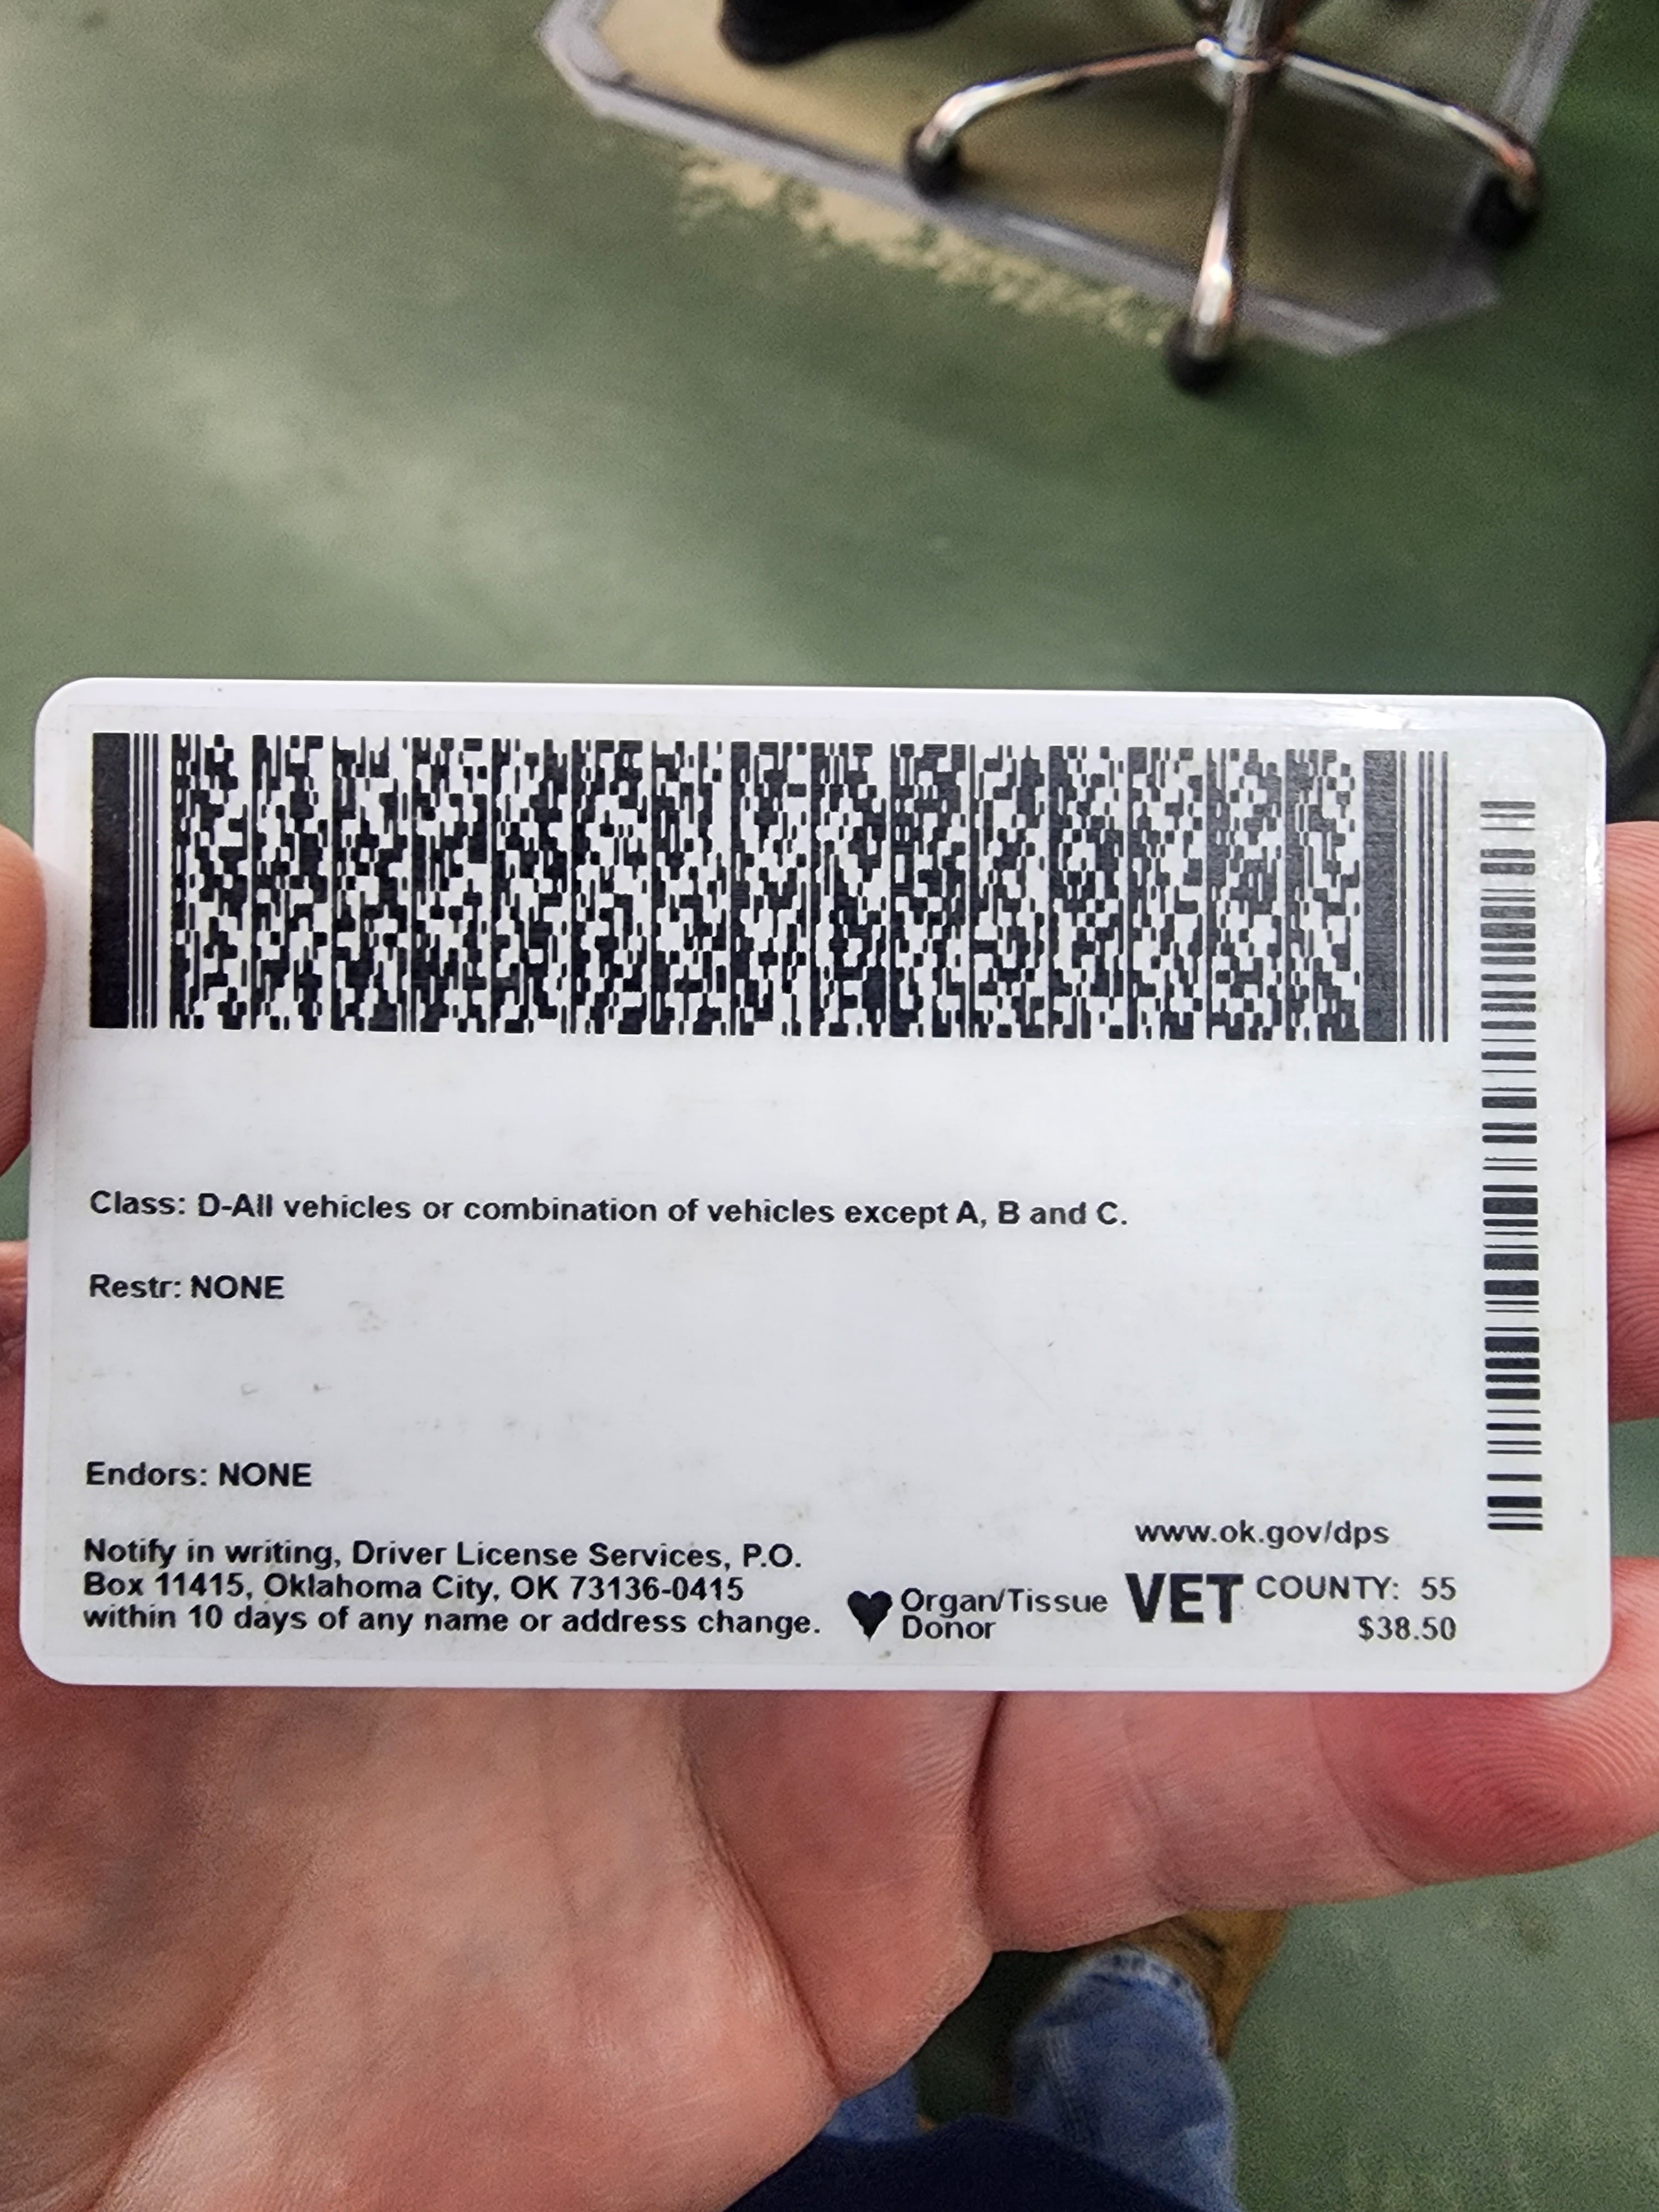 Class: D-All vehicles or combination of vehicles except A, B and C.
Restr: NONE
Endors: NONE
Notify in writing, Driver License Services, P.O.
Box 11415, Oklahoma City, OK 73136-0415
within 10 days of any name or address change.
Organ/Tissue
Donor
www.ok.gov/dps
VET COUNTY: 55
$38.50